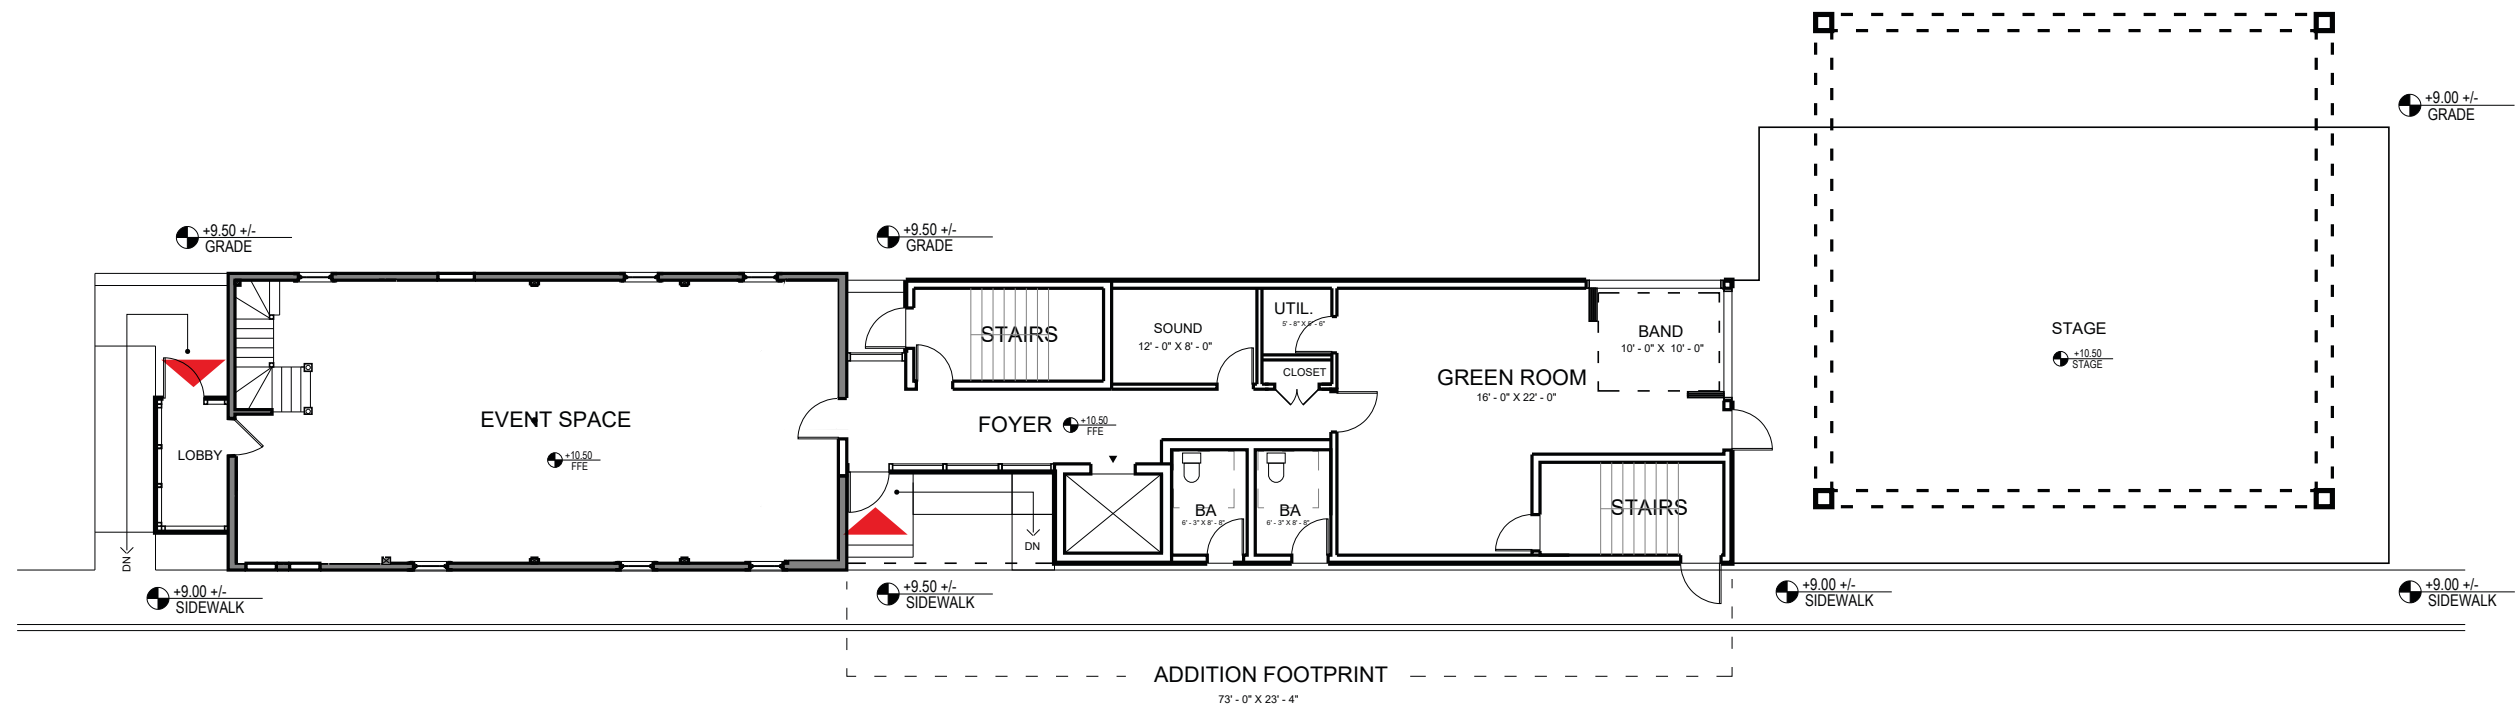 +9.00 +/-
GRADE
+9.50 +/-
GRADE
+9.50 +/-
GRADE
STAIRS
SOUND
12' - 0" X 8' - 0"
UTIL.
CLOSET
BAND
10' - 0" X 10' - 0"
GREEN ROOM
16' - 0" X 22' - 0"
STAGE
+10.50
STAGE
EVENT SPACE
+10.50
FFE
FOYER
+10.50
FFE
LOBBY
BA
6' - 3" X 8' - 8"
BA
6' - 3" X 8' - 8"
STAIRS
DN
DN
+9.00 +/-
SIDEWALK
+9.50 +/-
SIDEWALK
+9.00 +/-
SIDEWALK
+9.00 +/-
SIDEWALK
ADDITION FOOTPRINT
73' - 0" X 23' - 4"